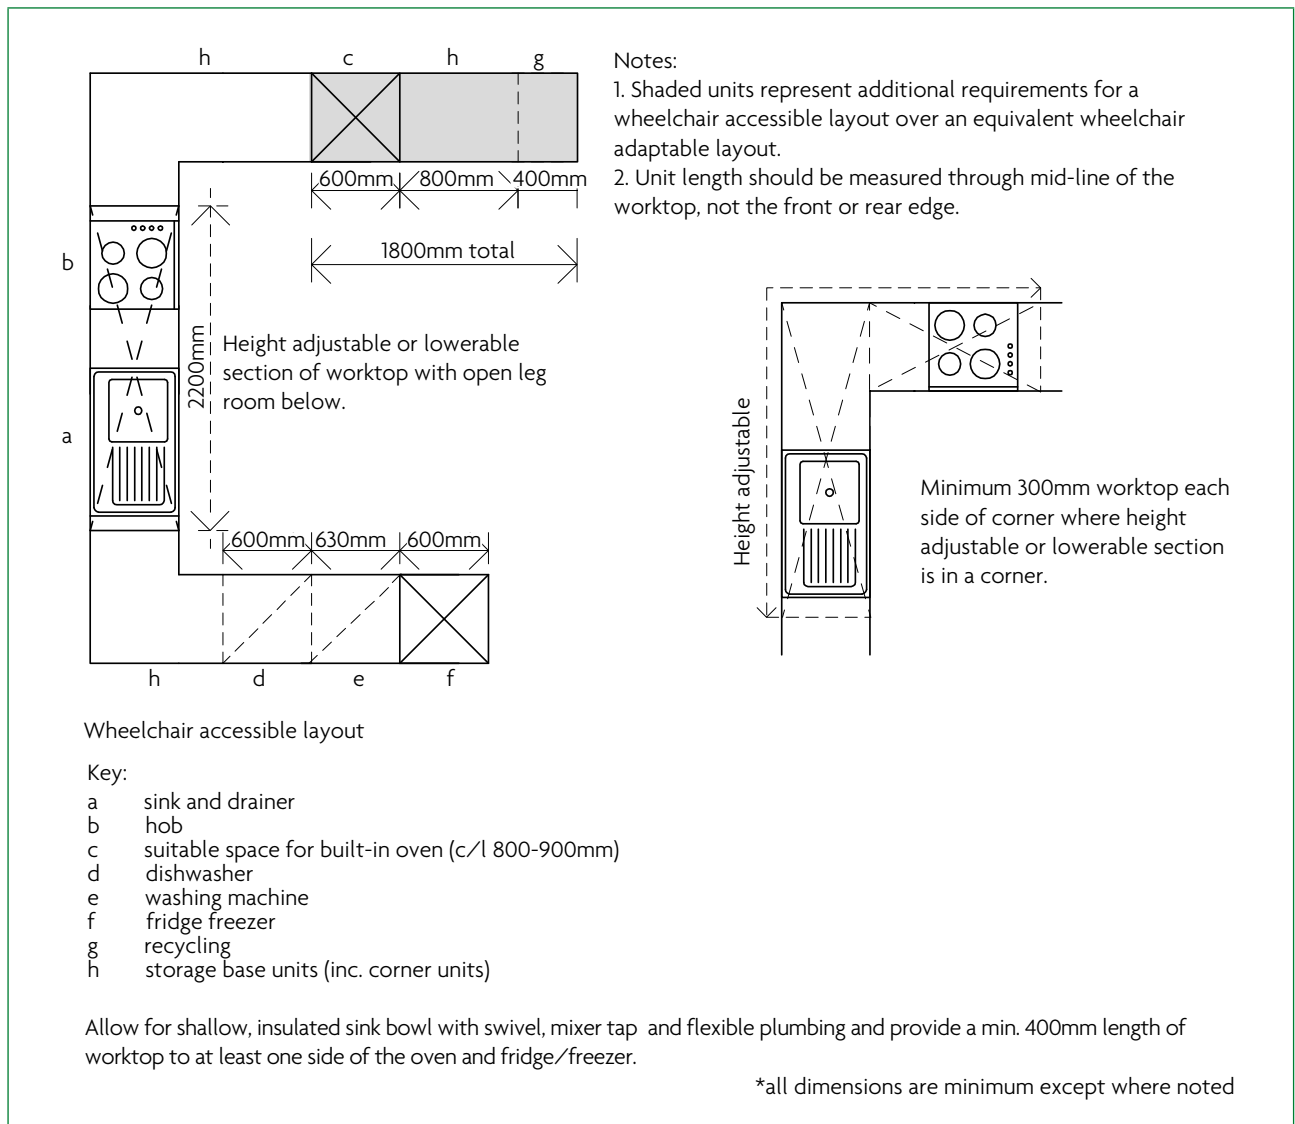 h c h g
600mm 800mm 400mm
1800mm total
b
a
2200mm
Height adjustable or lowerable
section of worktop with open leg
room below.
600mm 630mm 600mm
h d e f
Notes:
1. Shaded units represent additional requirements for a
wheelchair accessible layout over an equivalent wheelchair
adaptable layout.
2. Unit length should be measured through mid-line of the
worktop, not the front or rear edge.
Height adjustable
Minimum 300mm worktop each
side of corner where height
adjustable or lowerable section
is in a corner.
Wheelchair accessible layout
Key:
a sink and drainer
b hob
c suitable space for built-in oven (c/l 800-900mm)
d dishwasher
e washing machine
f fridge freezer
g recycling
h storage base units (inc. corner units)
Allow for shallow, insulated sink bowl with swivel, mixer tap and flexible plumbing and provide a min. 400mm length of
worktop to at least one side of the oven and fridge/freezer.
*all dimensions are minimum except where noted